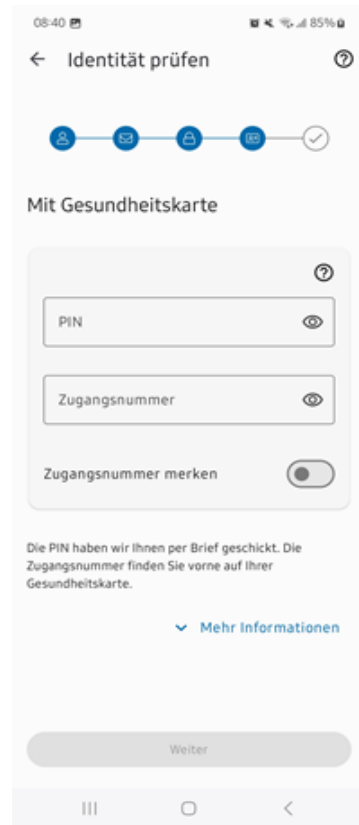 08:40
85%
Identität prüfen
Mit Gesundheitskarte
PIN
Zugangsnummer
Zugangsnummer merken
Die PIN haben wir Ihnen per Brief geschickt. Die
Zugangsnummer finden Sie vorne auf Ihrer
Gesundheitskarte.
Mehr Informationen
Weiter